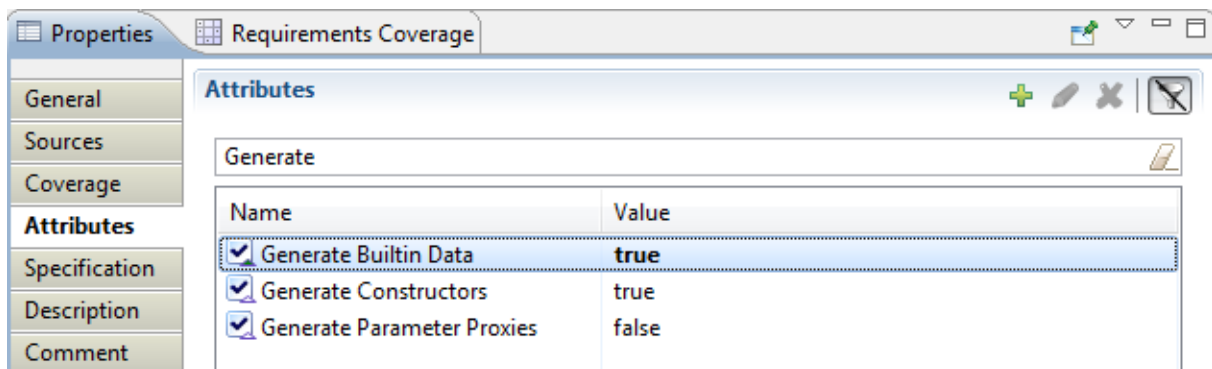 Properties
Requirements Coverage
General
Sources
Coverage
Attributes
Specification
Description
Comment
Attributes
Generate
Name Value
Generate Builtin Data true
Generate Constructors true
Generate Parameter Proxies false